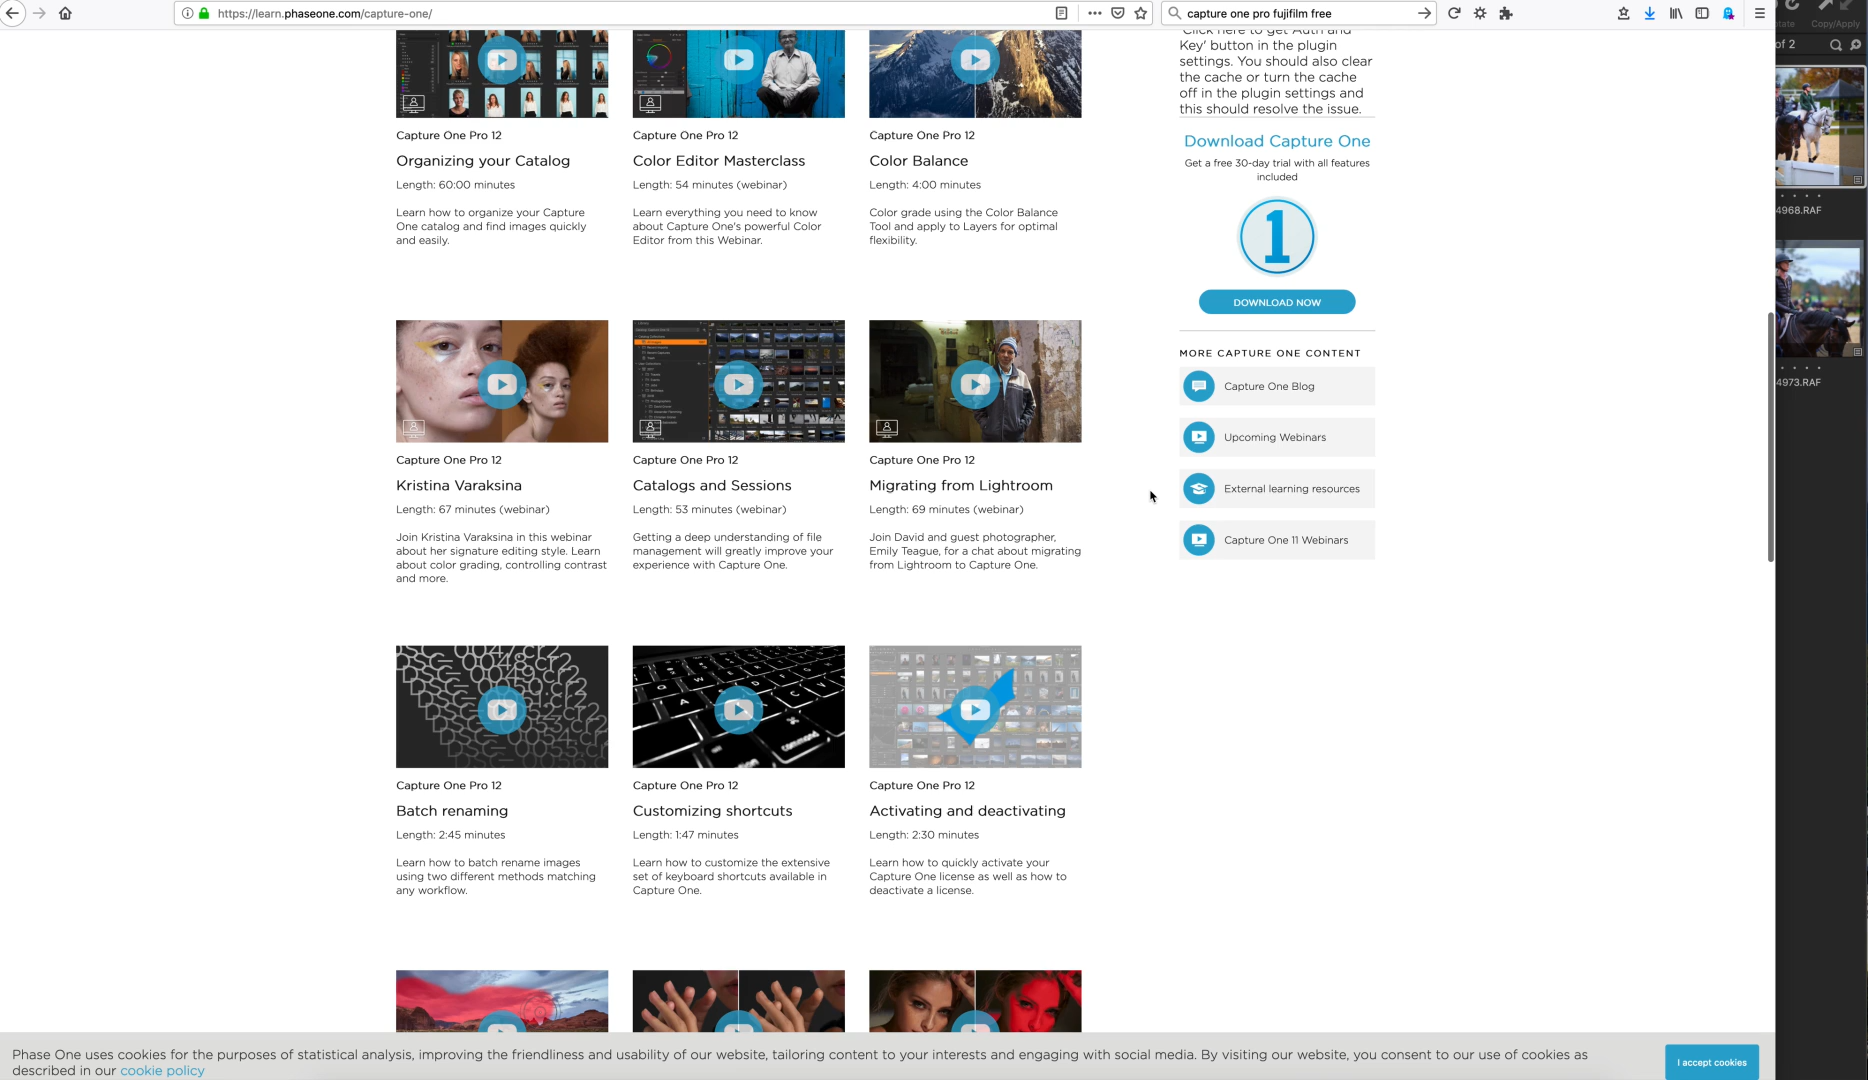 https://learn.phaseone.com/capture-one/
capture one pro fujifilm free
Copy/Apply
of 2
Key' button in the plugin
settings. You should also clear
the cache or turn the cache
off in the plugin settings and
this should resolve the issue.
Capture One Pro 12
Organizing your Catalog
Length: 60:00 minutes
Learn how to organize your Capture
One catalog and find images quickly
and easily.
Capture One Pro 12
Color Editor Masterclass
Length: 54 minutes (webinar)
Learn everything you need to know
about Capture One's powerful Color
Editor from this Webinar.
Capture One Pro 12
Color Balance
Length: 4:00 minutes
Color grade using the Color Balance
Tool and apply to Layers for optimal
flexibility.
Download Capture One
Get a free 30-day trial with all features
included
1
DOWNLOAD NOW
MORE CAPTURE ONE CONTENT
Capture One Blog
Upcoming Webinars
External learning resources
Capture One 11 Webinars
4968.RAF
4973.RAF
Capture One Pro 12
Kristina Varaksina
Length: 67 minutes (webinar)
Join Kristina Varaksina in this webinar
about her signature editing style. Learn
about color grading, controlling contrast
and more.
Capture One Pro 12
Catalogs and Sessions
Length: 53 minutes (webinar)
Getting a deep understanding of file
management will greatly improve your
experience with Capture One.
Capture One Pro 12
Migrating from Lightroom
Length: 69 minutes (webinar)
Join David and guest photographer,
Emily Teague, for a chat about migrating
from Lightroom to Capture One.
Capture One Pro 12
Batch renaming
Length: 2:45 minutes
Learn how to batch rename images
using two different methods matching
any workflow.
Capture One Pro 12
Customizing shortcuts
Length: 1:47 minutes
Learn how to customize the extensive
set of keyboard shortcuts available in
Capture One.
Capture One Pro 12
Activating and deactivating
Length: 2:30 minutes
Learn how to quickly activate your
Capture One license as well as how to
deactivate a license.
Phase One uses cookies for the purposes of statistical analysis, improving the friendliness and usability of our website, tailoring content to your interests and engaging with social media. By visiting our website, you consent to our use of cookies as
described in our cookie policy
I accept cookies